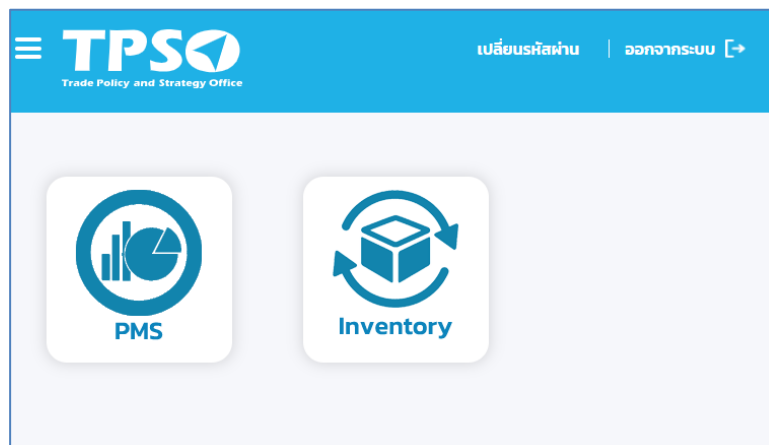 TPSO
Trade Policy and Strategy Office
เปลี่ยนรหัสผ่าน
ออกจากระบบ
PMS
Inventory